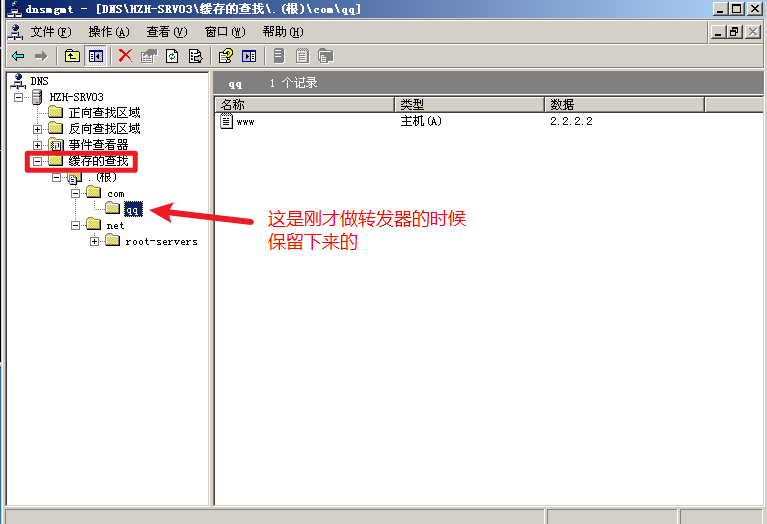 dnsmgmt - [DNS\HZH-SRV03\缓存的查找\.(根)\com\qq]
文件(F) 操作(A) 查看(V) 窗口(W) 帮助(H)
DNS
HZH-SRV03
正向查找区域
反向查找区域
事件查看器
缓存的查找
.(根)
com
qq
net
root-servers
qq 1 个记录
名称 类型 数据
www 主机(A) 2.2.2.2
这是刚才做转发器的时候
保留下来的